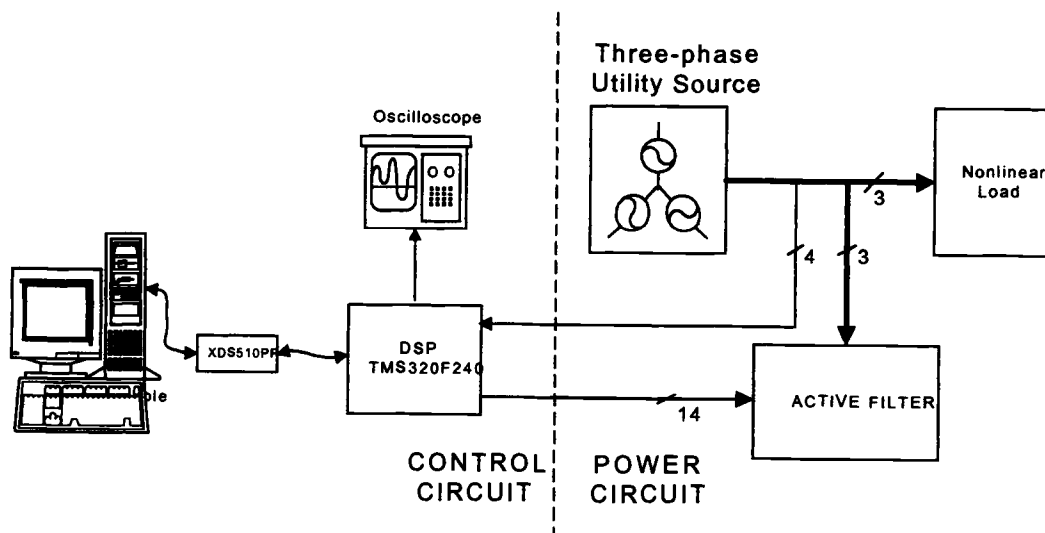 Three-phase
Utility Source
Oscilloscope
Nonlinear
Load
3
4
3
XDS510PP
DSP
TMS320F240
14
ACTIVE FILTER
CONTROL
CIRCUIT
POWER
CIRCUIT